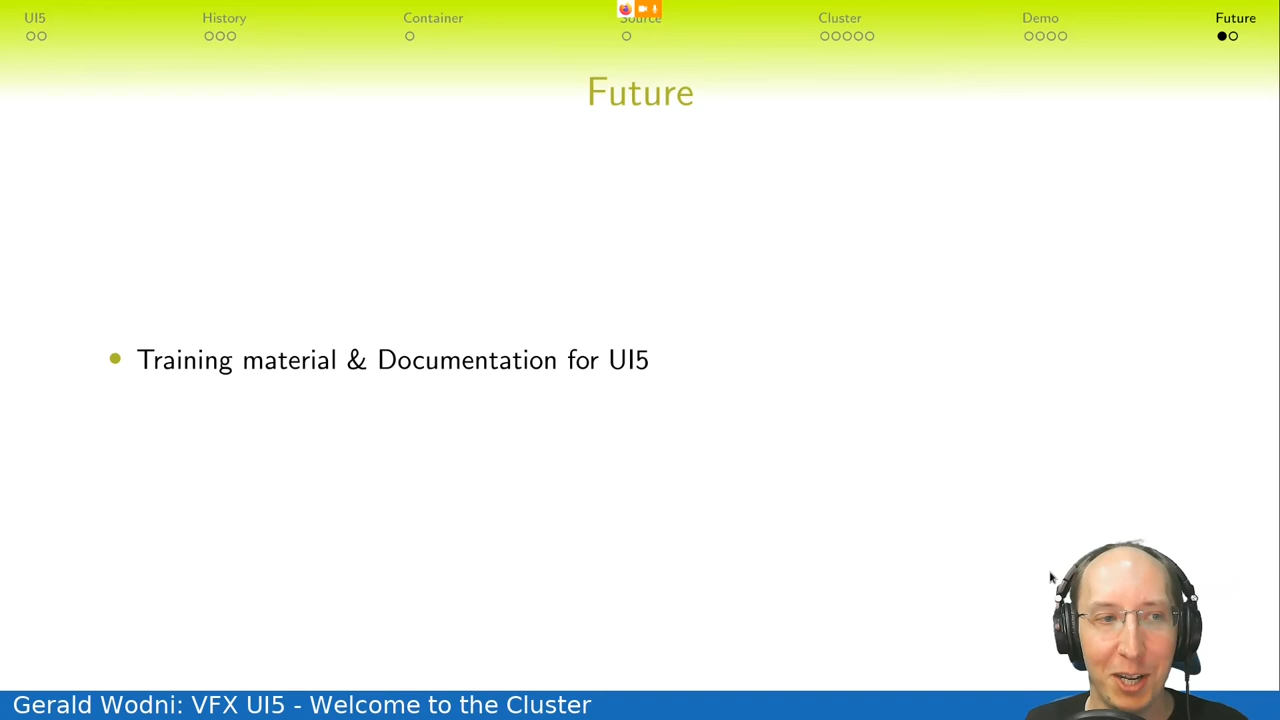 UI5 History Container Source Cluster Demo Future
Future
Training material & Documentation for UI5
Gerald Wodni: VFX UI5 - Welcome to the Cluster